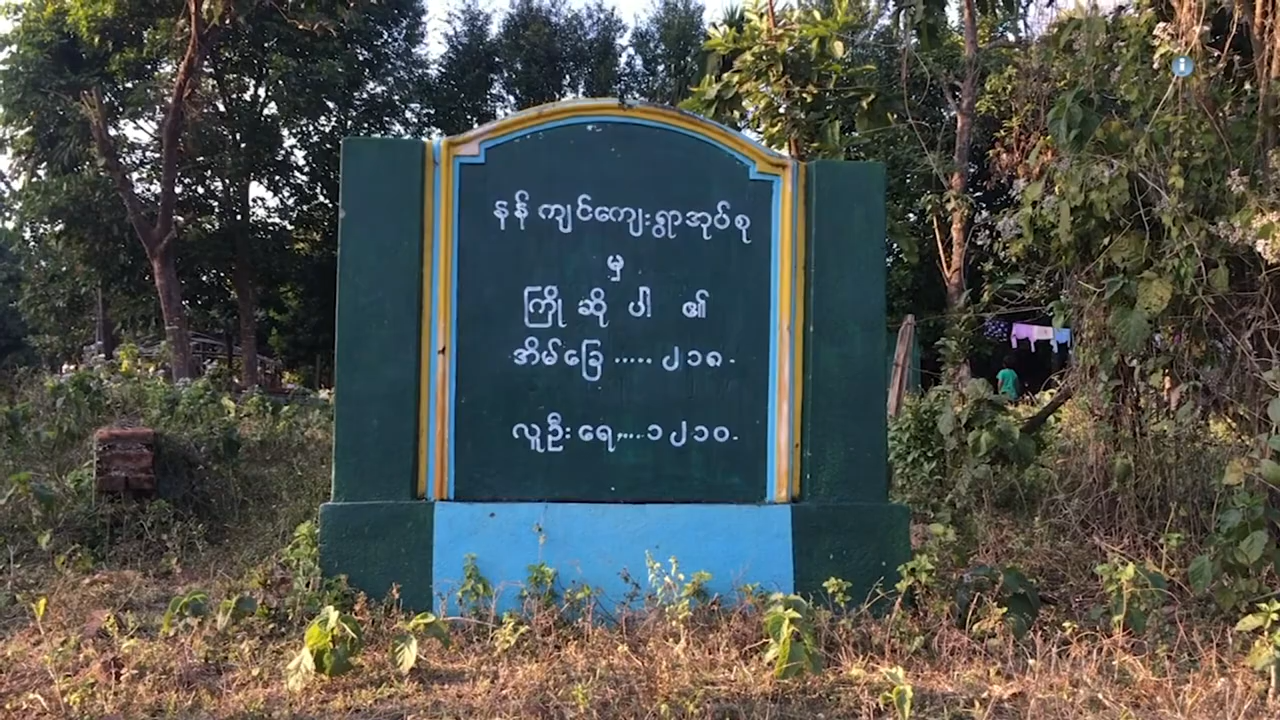 နန် ကျင်ကျေးရွာအုပ်စု
မှ
ကြို ဆို ပါ ၏
အိမ်ခြေ ..... ၂၁၈.
လူဦး ရေ,....၁၂၁၀.